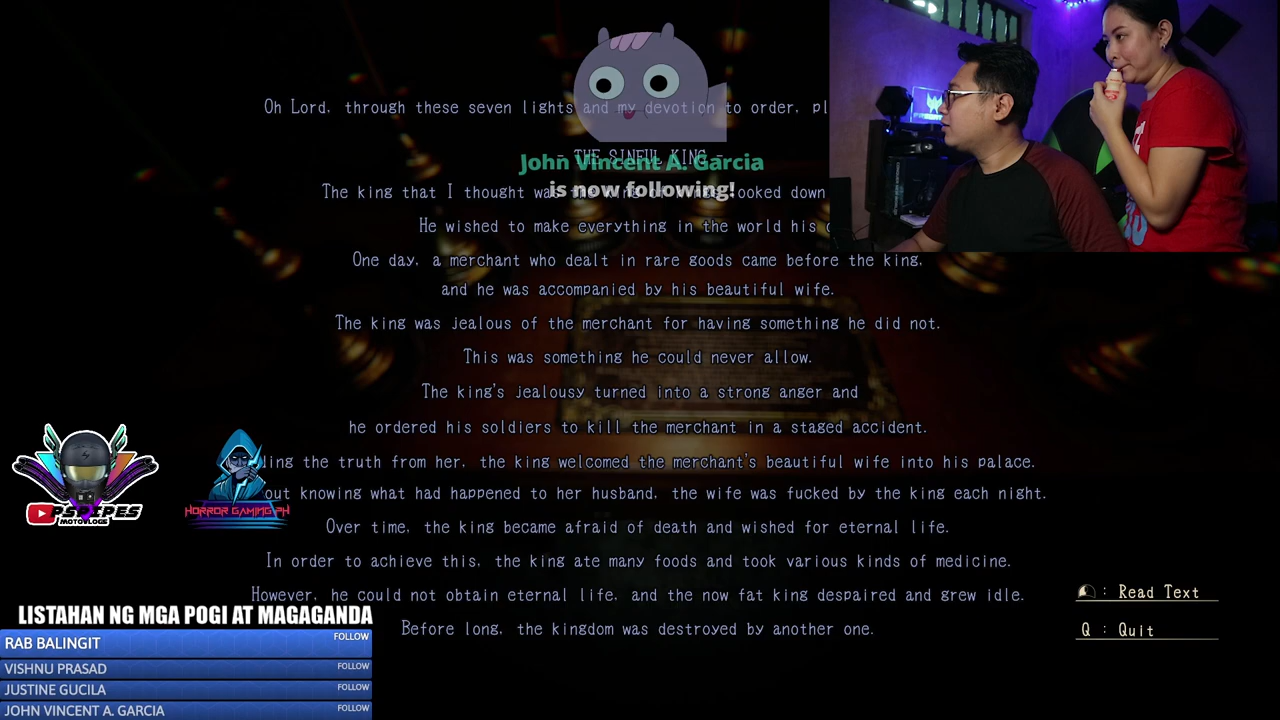 Oh Lord, through these seven lights and my devotion to order, pl
- THE SINFUL KING -
John Vincent A. Garcia
is now following!
The king that I thought was the king of kings looked down
He wished to make everything in the world his
One day, a merchant who dealt in rare goods came before the king,
and he was accompanied by his beautiful wife.
The king was jealous of the merchant for having something he did not.
This was something he could never allow.
The king's jealousy turned into a strong anger and
he ordered his soldiers to kill the merchant in a staged accident.
ding the truth from her, the king welcomed the merchant's beautiful wife into his palace.
out knowing what had happened to her husband, the wife was fucked by the king each night.
Over time, the king became afraid of death and wished for eternal life.
In order to achieve this, the king ate many foods and took various kinds of medicine.
However, he could not obtain eternal life, and the now fat king despaired and grew idle.
Before long, the kingdom was destroyed by another one.
: Read Text
Q : Quit
MOTOVLOGS
HORROR GAMING PH
LISTAHAN NG MGA POGI AT MAGAGANDA
RAB BALINGIT FOLLOW
VISHNU PRASAD FOLLOW
JUSTINE GUCILA FOLLOW
JOHN VINCENT A. GARCIA FOLLOW